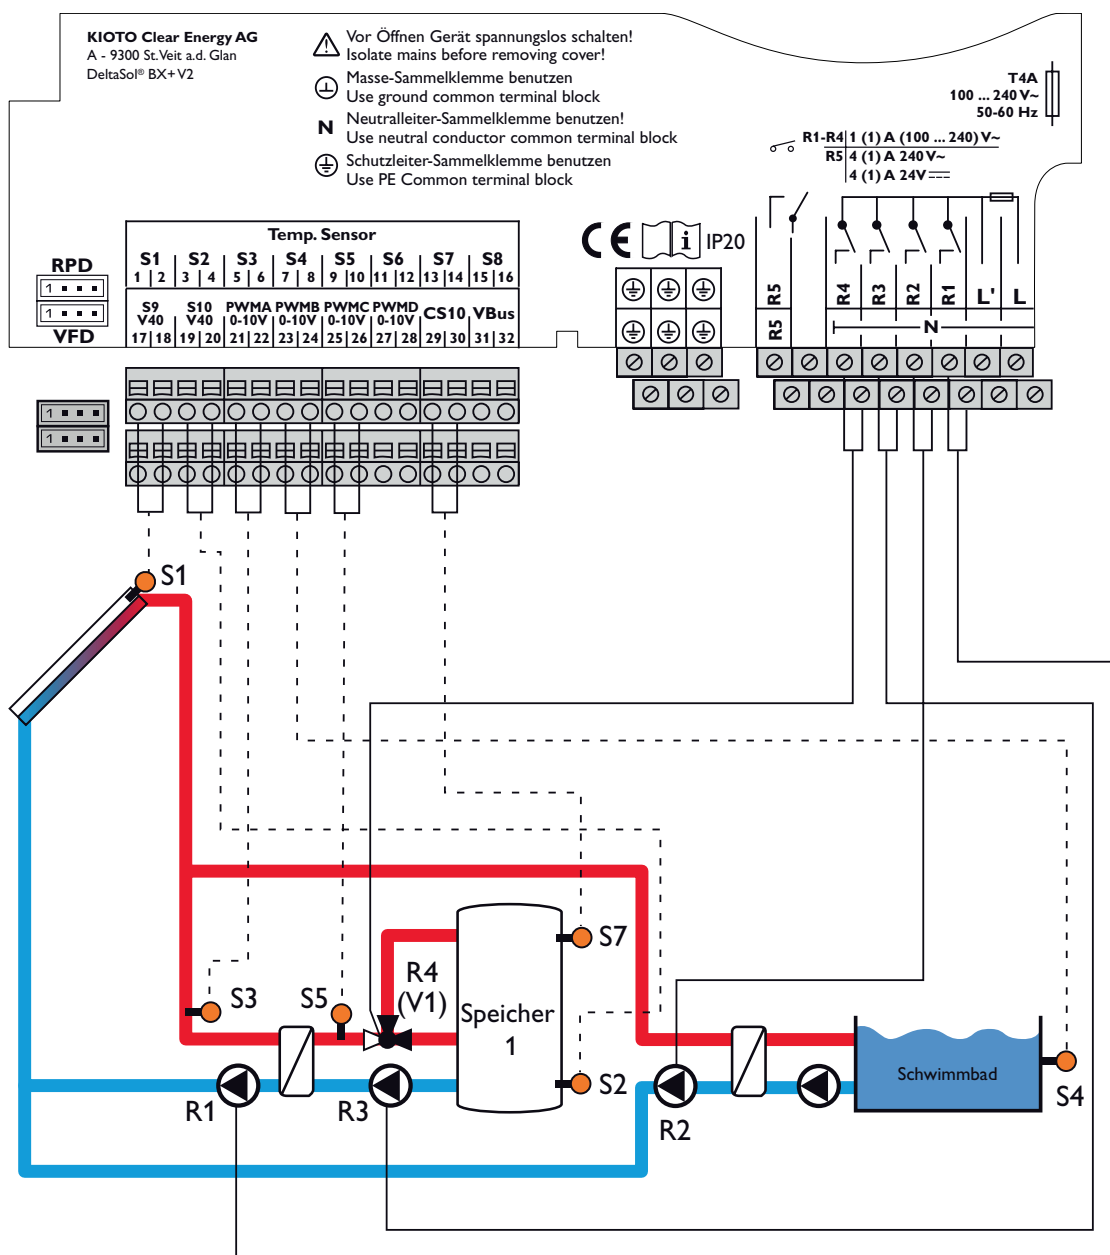 KIOTO Clear Energy AG
A - 9300 St. Veit a.d. Glan
DeltaSol® BX+ V2
Vor Öffnen Gerät spannungslos schalten!
Isolate mains before removing cover!
Masse-Sammelklemme benutzen
Use ground common terminal block
N Neutralleiter-Sammelklemme benutzen!
Use neutral conductor common terminal block
Schutzleiter-Sammelklemme benutzen
Use PE Common terminal block
T4A
100 ... 240 V~
50-60 Hz
R1-R4 1 (1) A (100 ... 240) V~
R5 4 (1) A 240 V~
4 (1) A 24V
IP20
CE
i
Temp. Sensor
S1 S2 S3 S4 S5 S6 S7 S8
1 2 3 4 5 6 7 8 9 10 11 12 13 14 15 16
S9 S10 PWMA PWMB PWMC PWMD CS10 VBus
V40 V40 0-10V 0-10V 0-10V 0-10V
17 18 19 20 21 22 23 24 25 26 27 28 29 30 31 32
RPD
1
1
VFD
1
1
R5 R4 R3 R2 R1 L' L
R5 N
S1
S7
S3
S5
R4
(V1)
Speicher
1
S2
R1
R3
R2
Schwimmbad
S4